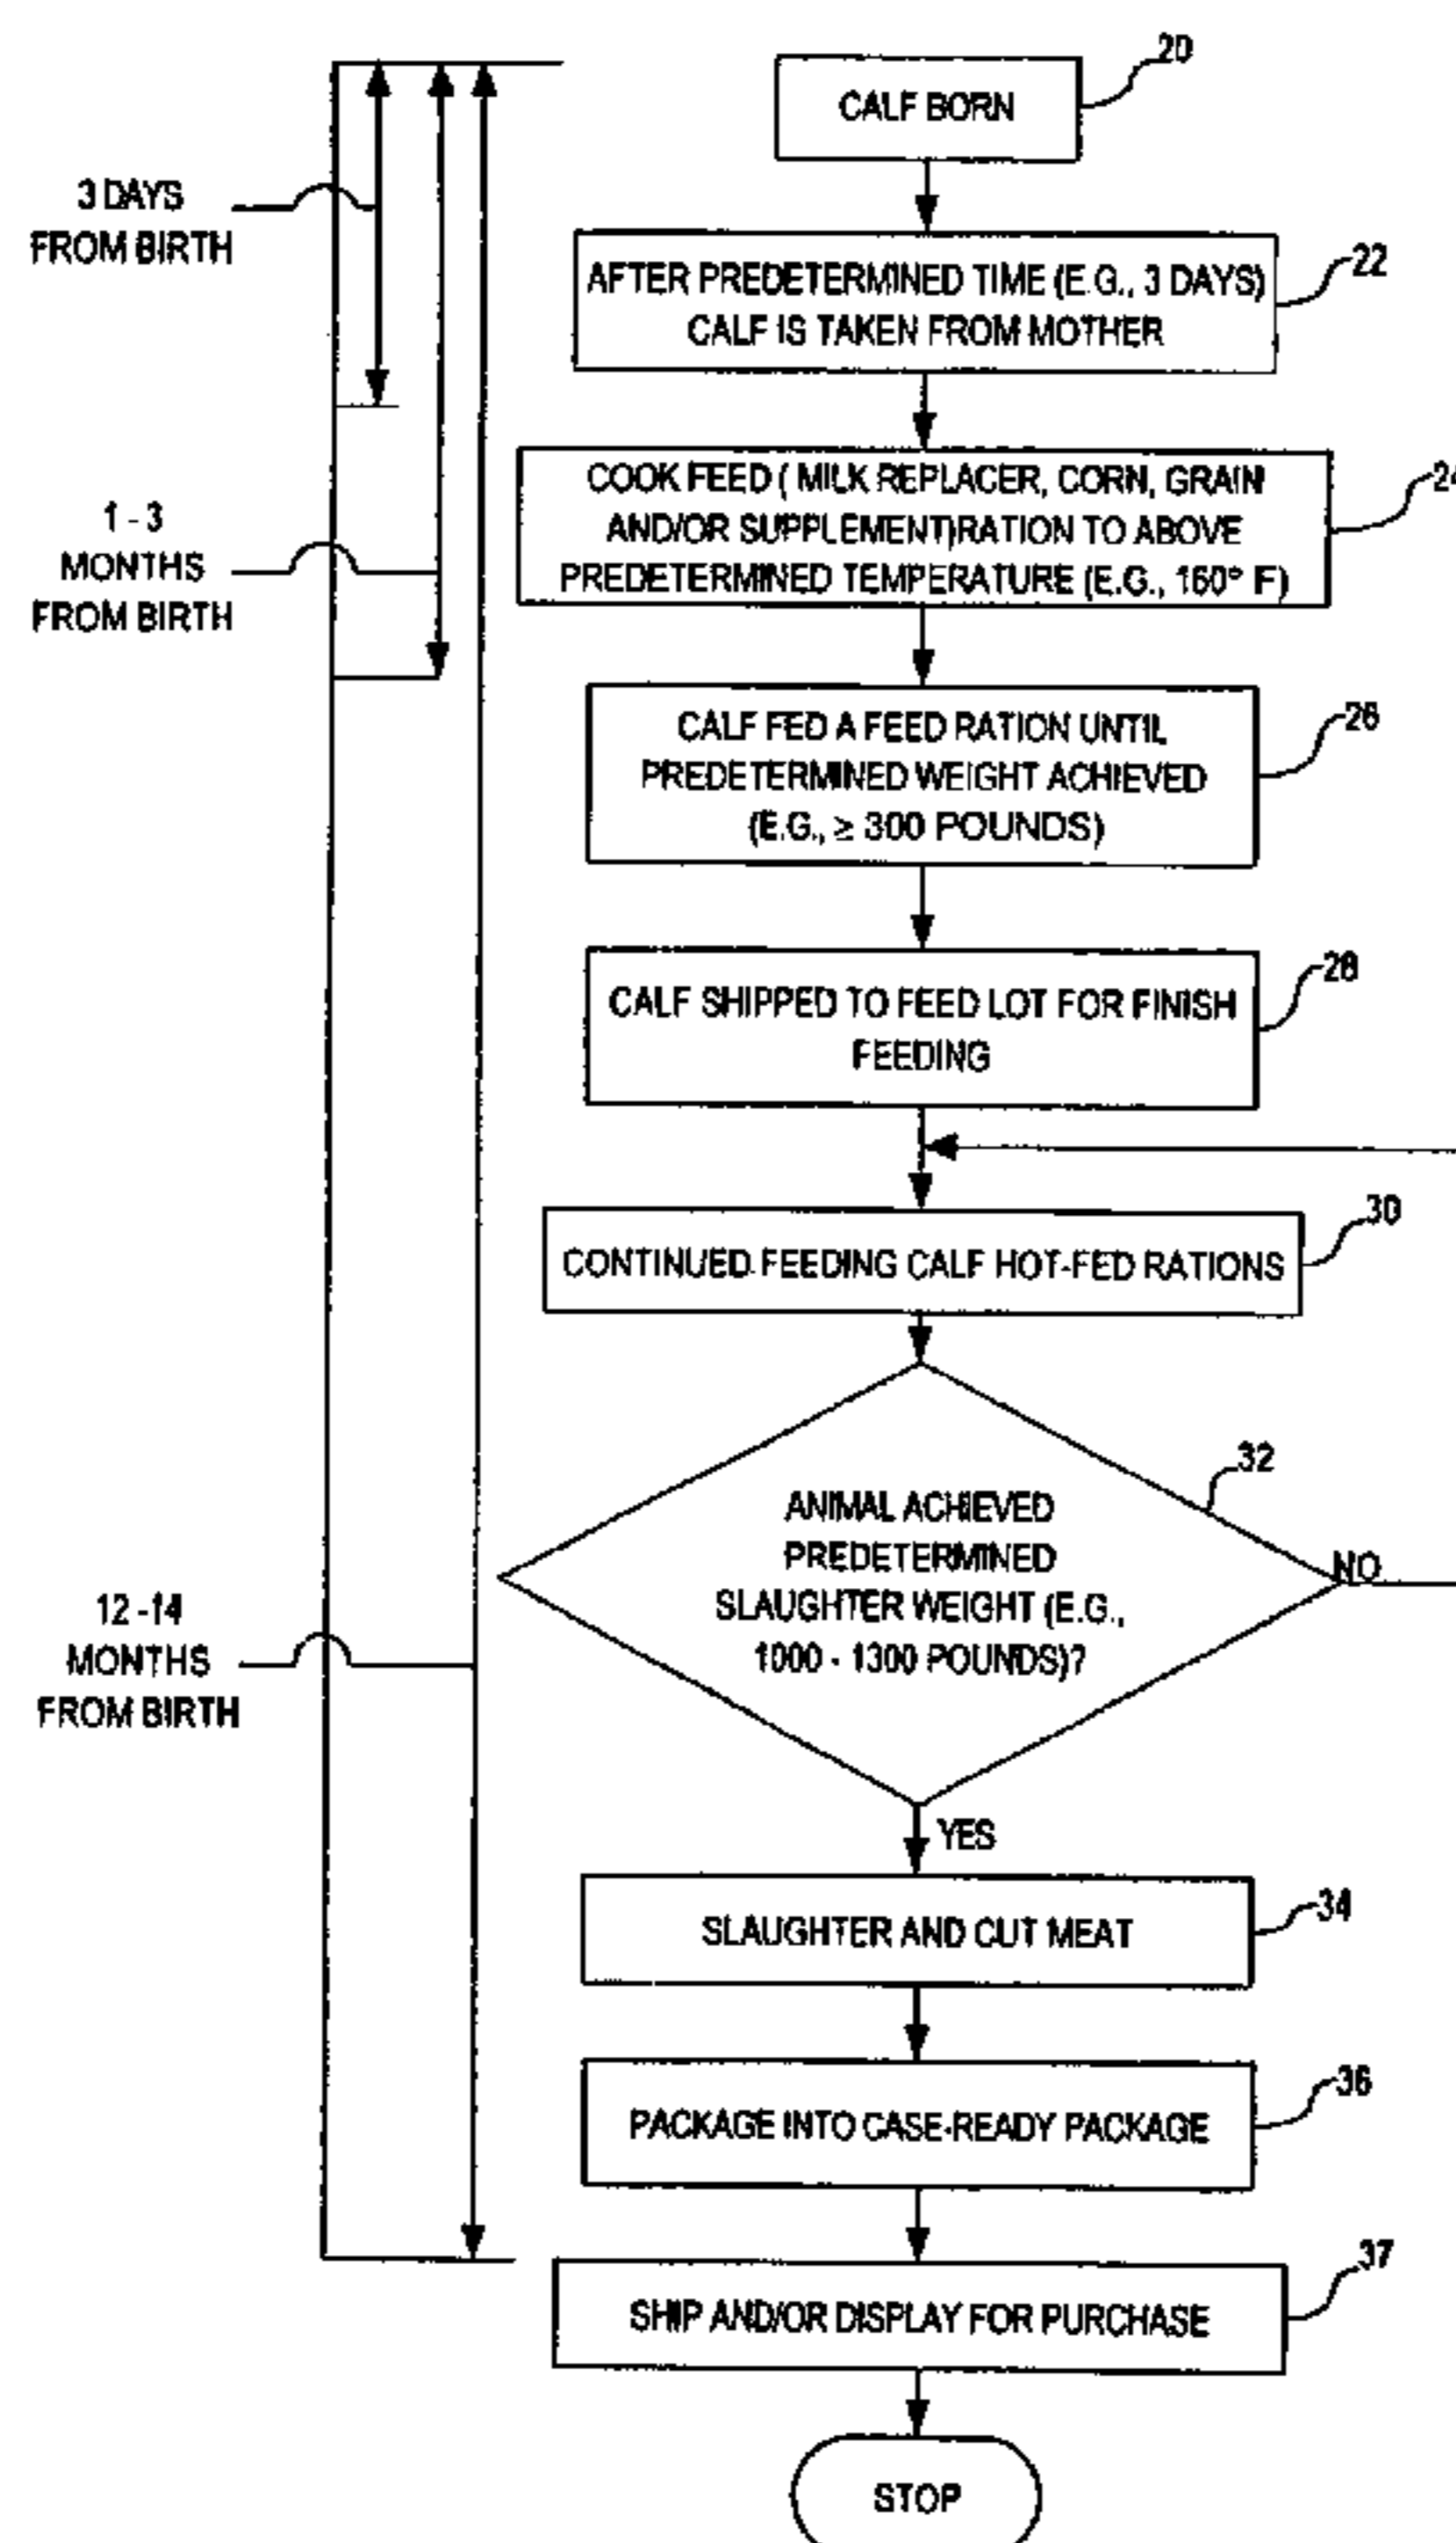 CALF BORN
20
3 DAYS
FROM BIRTH
AFTER PREDETERMINED TIME (E.G., 3 DAYS)
CALF IS TAKEN FROM MOTHER
22
COOK FEED ( MILK REPLACER, CORN, GRAIN
AND/OR SUPPLEMENT)RATION TO ABOVE
PREDETERMINED TEMPERATURE (E.G., 160° F)
24
1 - 3
MONTHS
FROM BIRTH
CALF FED A FEED RATION UNTIL
PREDETERMINED WEIGHT ACHIEVED
(E.G., ≥ 300 POUNDS)
26
CALF SHIPPED TO FEED LOT FOR FINISH
FEEDING
28
CONTINUED FEEDING CALF HOT-FED RATIONS
30
ANIMAL ACHIEVED
PREDETERMINED
SLAUGHTER WEIGHT (E.G.,
1000 - 1300 POUNDS)?
32
NO
12 -14
MONTHS
FROM BIRTH
YES
SLAUGHTER AND CUT MEAT
34
PACKAGE INTO CASE-READY PACKAGE
36
SHIP AND/OR DISPLAY FOR PURCHASE
37
STOP